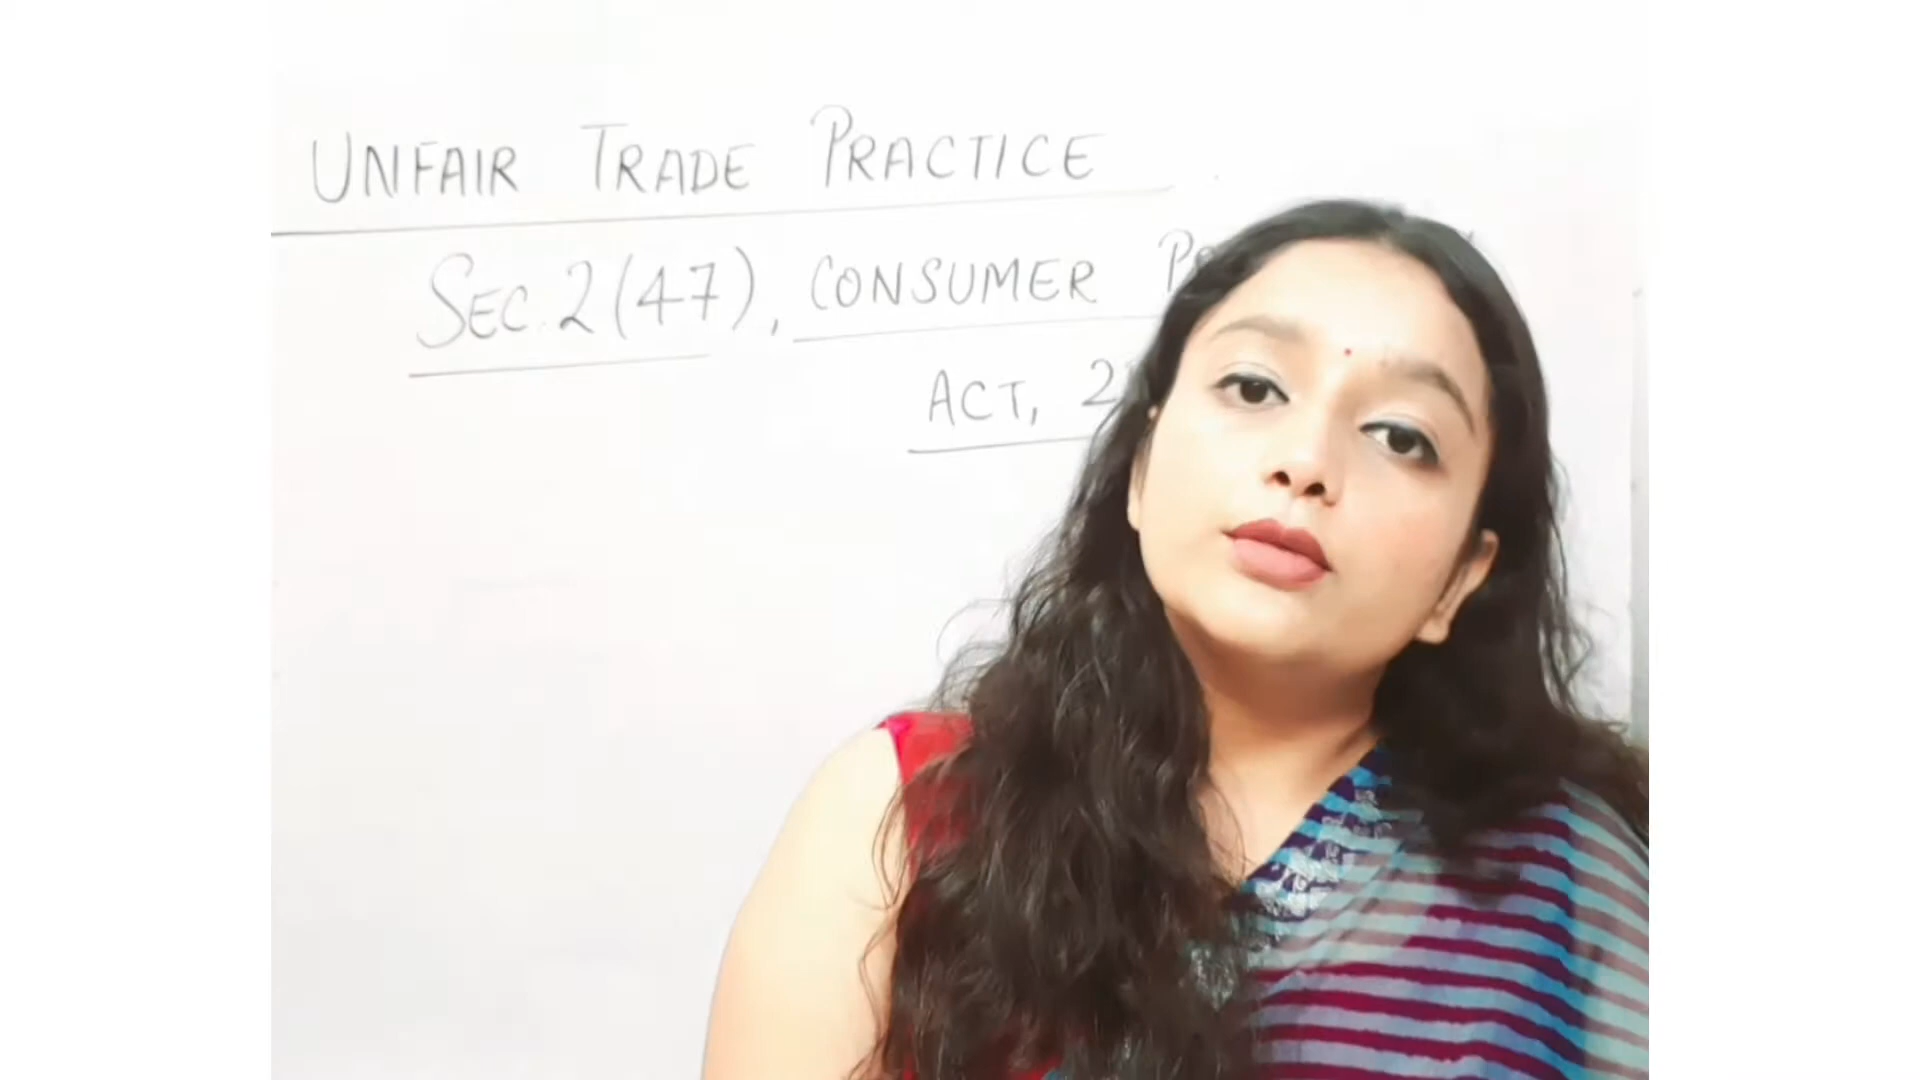 UNFAIR TRADE PRACTICE
SEC. 2(47), CONSUMER
ACT,